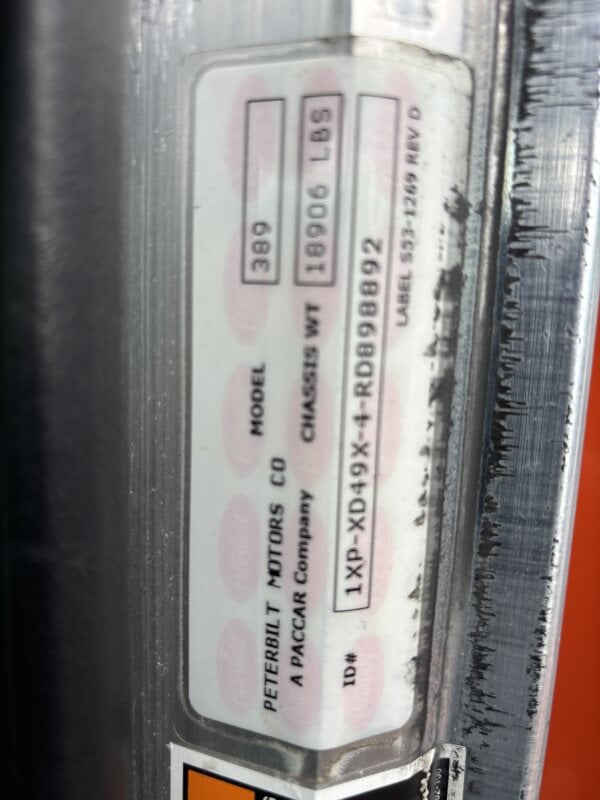 PETERBILT MOTORS CO MODEL 389
A PACCAR Company CHASSIS WT 18906 LBS
ID# 1XP-XD49X-4-RD898892
LABEL S53-1269 REV D